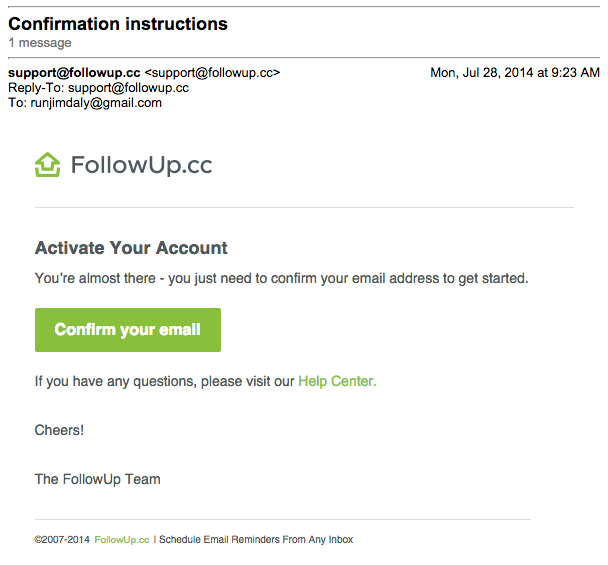 Confirmation instructions
1 message
support@followup.cc <support@followup.cc> Mon, Jul 28, 2014 at 9:23 AM
Reply-To: support@followup.cc
To: runjimdaly@gmail.com
FollowUp.cc
Activate Your Account
You’re almost there - you just need to confirm your email address to get started.
Confirm your email
If you have any questions, please visit our Help Center.
Cheers!
The FollowUp Team
©2007-2014 FollowUp.cc | Schedule Email Reminders From Any Inbox